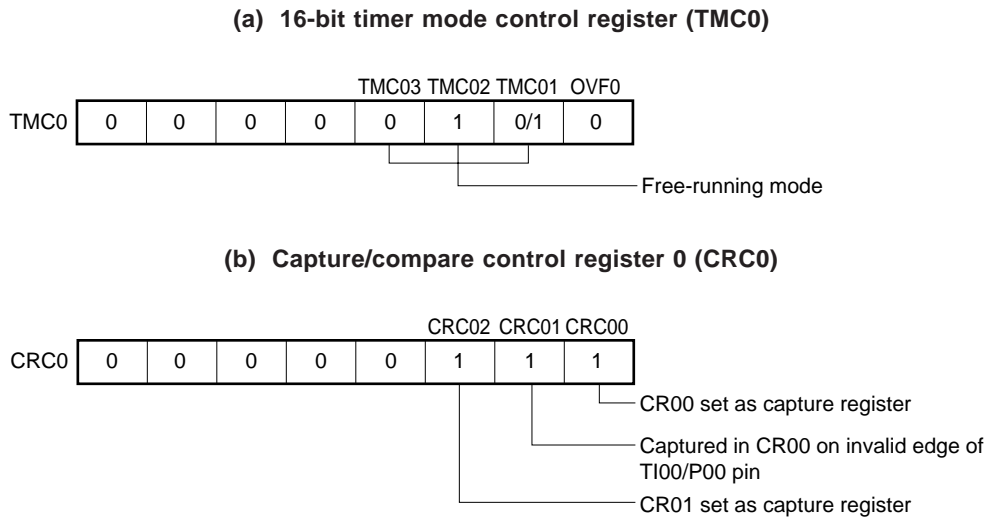 (a) 16-bit timer mode control register (TMC0)
TMC03 TMC02 TMC01 OVF0
TMC0 0 0 0 0 0 1 0/1 0
Free-running mode
(b) Capture/compare control register 0 (CRC0)
CRC02 CRC01 CRC00
CRC0 0 0 0 0 0 1 1 1
CR00 set as capture register
Captured in CR00 on invalid edge of
TI00/P00 pin
CR01 set as capture register